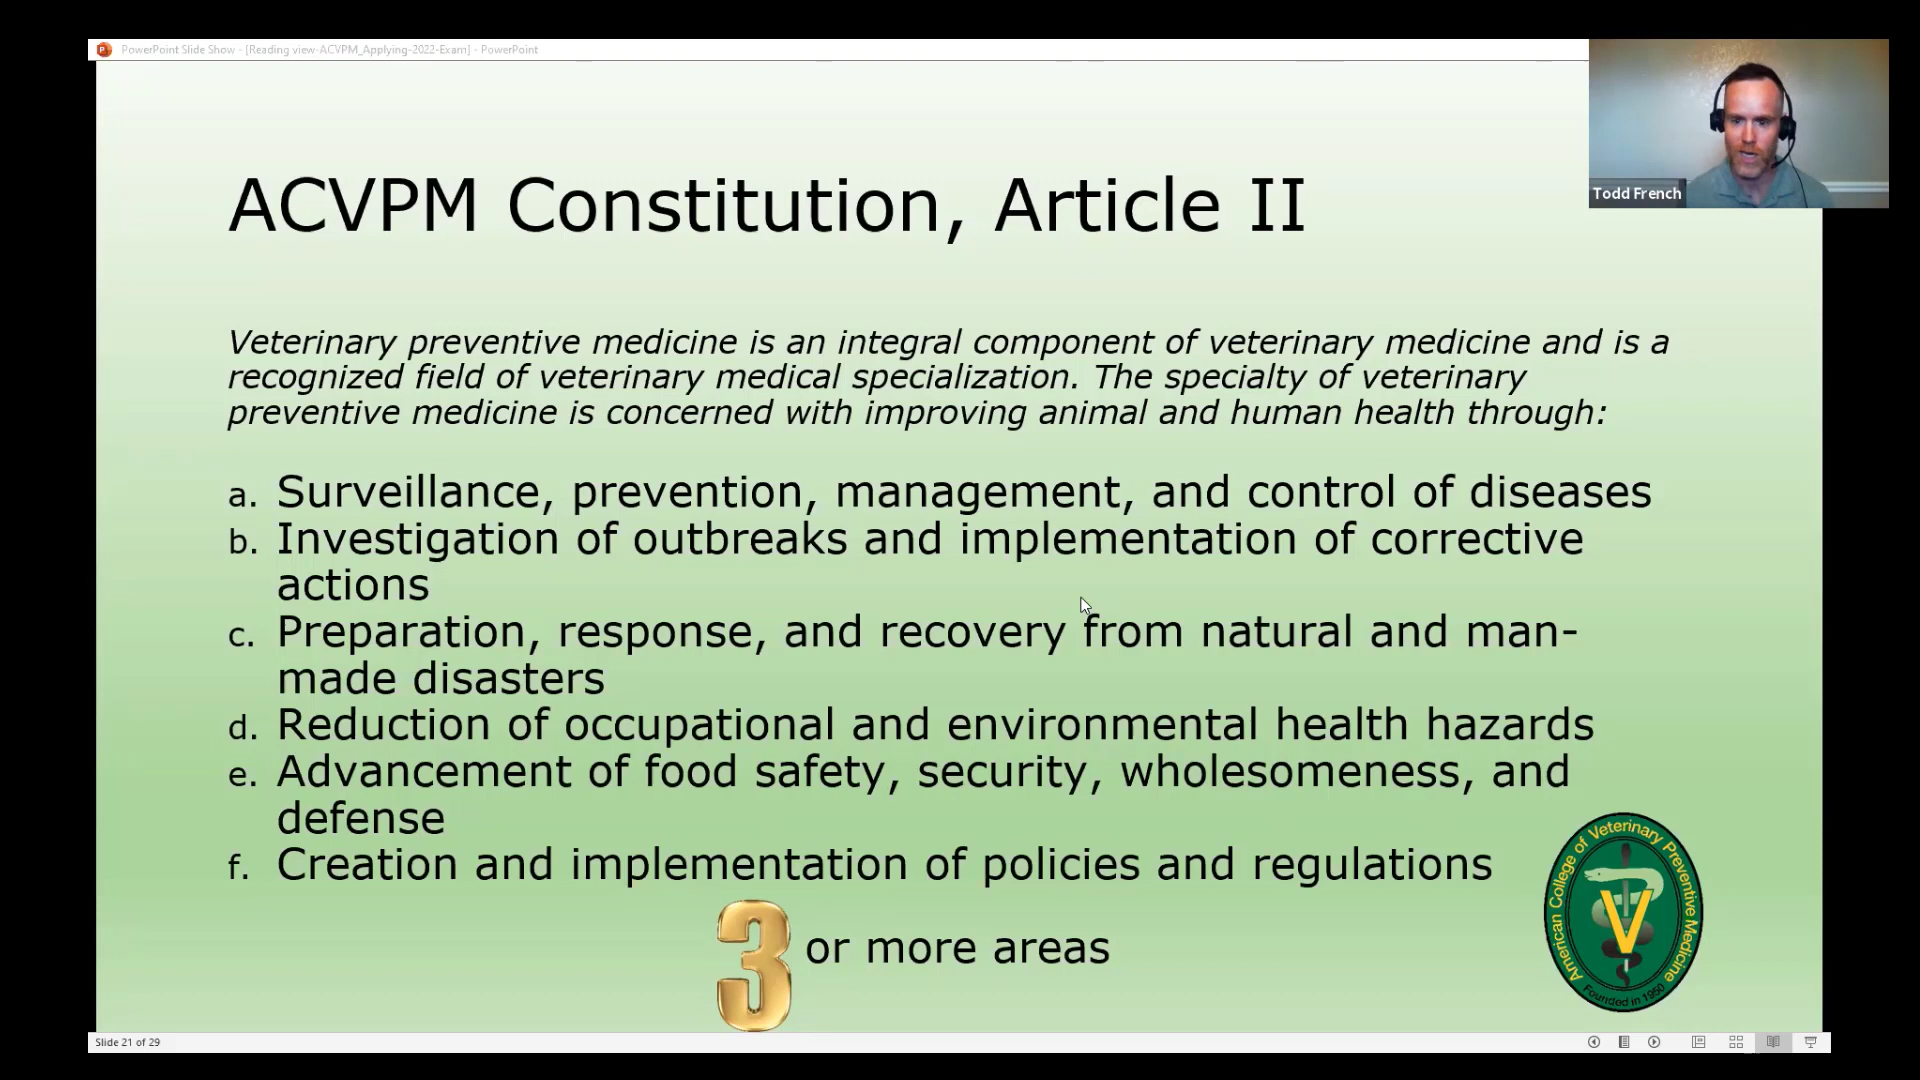 PowerPoint Slide Show - [Reading view-ACVPM_Applying-2022-Exam] - PowerPoint
Todd French
ACVPM Constitution, Article II
Veterinary preventive medicine is an integral component of veterinary medicine and is a
recognized field of veterinary medical specialization. The specialty of veterinary
preventive medicine is concerned with improving animal and human health through:
a. Surveillance, prevention, management, and control of diseases
b. Investigation of outbreaks and implementation of corrective
actions
c. Preparation, response, and recovery from natural and man-
made disasters
d. Reduction of occupational and environmental health hazards
e. Advancement of food safety, security, wholesomeness, and
defense
f. Creation and implementation of policies and regulations
3 or more areas
American College of Veterinary Preventive Medicine
V
Founded in 1950
Slide 21 of 29